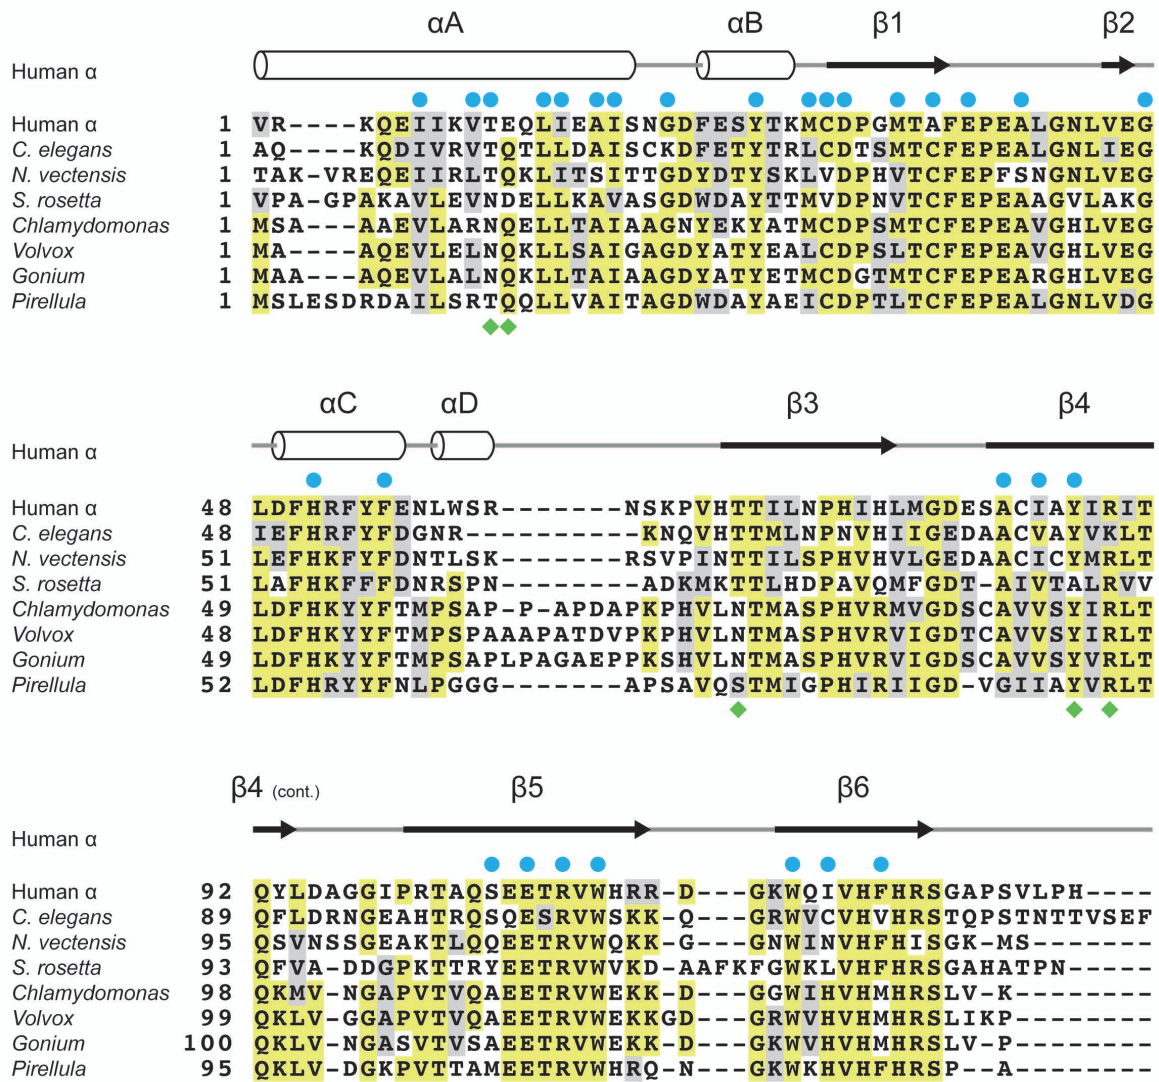 αA αB β1 β2
Human α
Human α 1 VR----KQEIIKVTEQLIEAISNGDFESYTKMCDPGMTAFEPEALGNLVEG
C. elegans 1 AQ----KQDIVRVTQTLLDAISCKDFETYTRLCDTSMTCFEPEALGNLIEG
N. vectensis 1 TAK-VREQEIIRLTQKLITSITTGDYDTYSKLVDPHVTCFEPFSNGNLVEG
S. rosetta 1 VPA-GPAKAVLEVNDELLKAVASGDWDAYTTMVDPNVTCFEPEAAGVLAKG
Chlamydomonas 1 MSA---AAEVLARNQELLTAIAAGNYEKYATMCDPSMTCFEPEAVGHLVEG
Volvox 1 MA----AQEVLELNQKLLSAIGAGDYATYEALCDPSLTCFEPEAVGHLVEG
Gonium 1 MAA---AQEVLALNQKLLTAIAAGDYATYETMCDGTMTCFEPEARGHLVEG
Pirellula 1 MSLESDRDAILSRTQQLLVAITAGDWDAYAEICDPTLTCFEPEALGNLVDG
αC αD β3 β4
Human α
Human α 48 LDFHRFYFENLWSR-------NSKPVHTTILNPHIHLMGDESACIAYIRIT
C. elegans 48 IEFHRFYFDGNR---------KNQVHTTMLNPNVHIIGEDAACVAYVKLT
N. vectensis 51 LEFHKFYFDNTLSK-------RSVPINTTILSPHVHVLGEDAACICYMRLT
S. rosetta 51 LAFHKFFFDNRSPN-------ADKMKTTLHDPAVQMFGDT-AIVTALRVV
Chlamydomonas 49 LDFHKYYFTMPSAP-P-APDAPKPHVLNTMASPHVRMVGDSCAVVSYIRLT
Volvox 48 LDFHKYYFTMPSPAAAPATDVPKPHVLNTMASPHVRVIGDTCAVVSYIRLT
Gonium 49 LDFHKYYFTMPSAPLPAGAEPPKSHVLNTMASPHVRVIGDSCAVVSYVRLT
Pirellula 52 LDFHRYYFNLPGGG-------APSAVQSTMIGPHIRIIGD-VGIIAYVRLT
β4 (cont.) β5 β6
Human α
Human α 92 QYLDAGGIPRTAQSEETRVWHRR-D---GKWQIVHFHRSGAPSVLPH----
C. elegans 89 QFLDRNGEAHTRQSQESRVWSKK-Q---GRWVCVHVHRSTQPSTNTTVSEF
N. vectensis 95 QSVNSSGEAKTLQQEETRVWQKK-G---GNWINVHFHISGK-MS-------
S. rosetta 93 QFVA-DDGPKTTRYEETRVWVKD-AAFKFGWKLVHFHRSGAHATPN-----
Chlamydomonas 98 QKMV-NGAPVTVQAEETRVWEKK-D---GGWIHVHMHRSLV-K--------
Volvox 99 QKLV-GGAPVTVQAEETRVWEKKGD---GRWVHVHMHRSLIKP--------
Gonium 100 QKLV-NGASVTVSAEETRVWEKK-D---GKWVHVHMHRSLV-P--------
Pirellula 95 QKLV-DGKPVTTAMEETRVWHRQ-N---GKWKHVHFHRSP--A--------